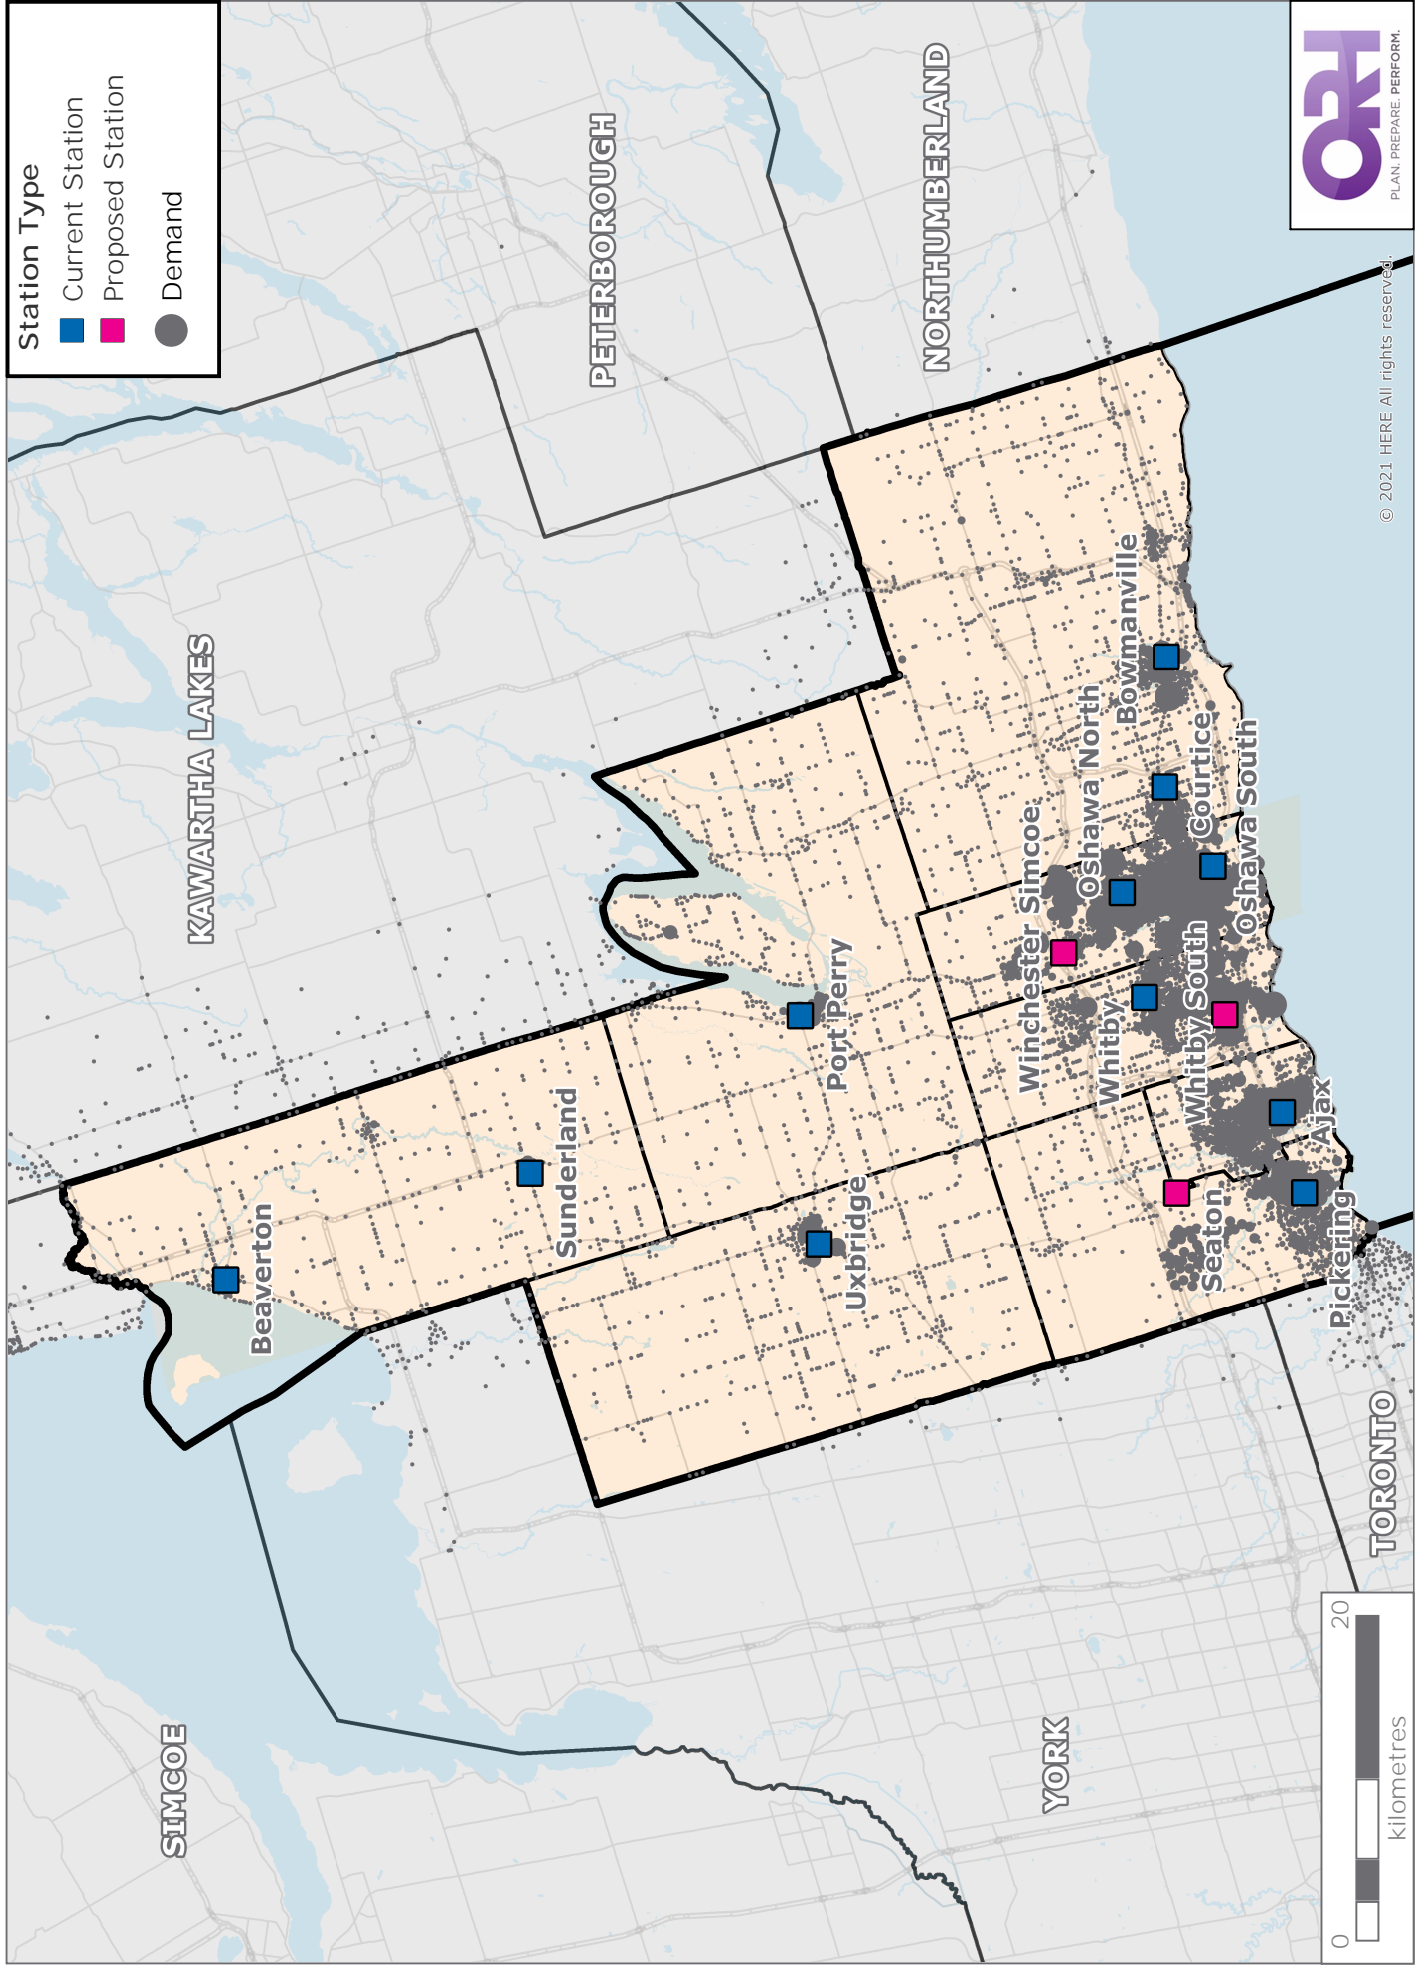 Station Type
Current Station
Proposed Station
Demand
SIMCOE
KAWARTHA LAKES
PETERBOROUGH
NORTHUMBERLAND
YORK
TORONTO
Beaverton
Sunderland
Uxbridge
Port Perry
Winchester Simcoe
Oshawa North
Bowmanville
Whitby
Whitby South
Courtice
Oshawa South
Seaton
Ajax
Pickering
0
20
kilometres
© 2021 HERE All rights reserved.
ORH
PLAN. PREPARE. PERFORM.